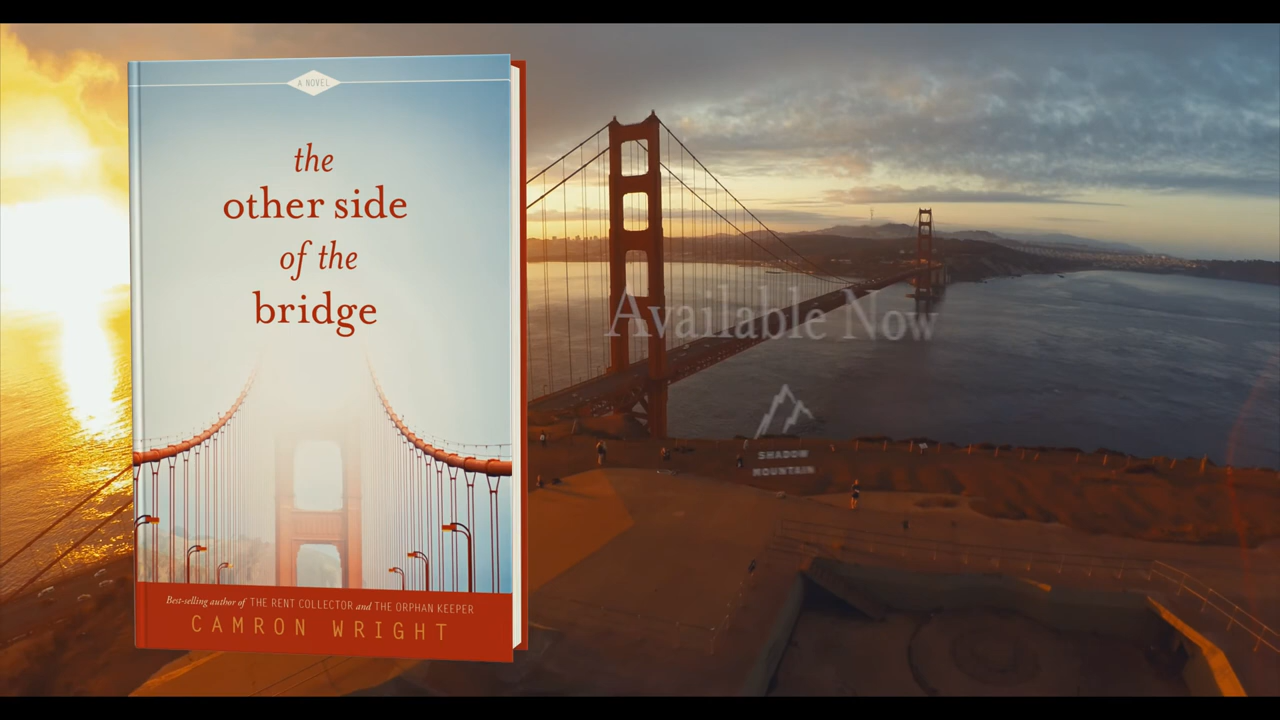 A NOVEL
the
other side
of the
bridge
Best-selling author of THE RENT COLLECTOR and THE ORPHAN KEEPER
CAMRON WRIGHT
Available Now
SHADOW
MOUNTAIN